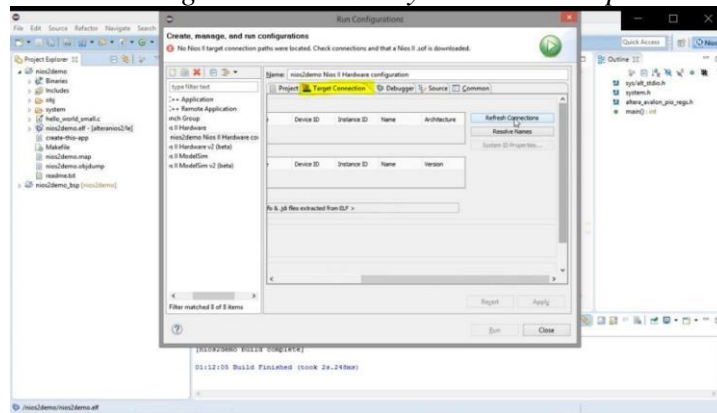 Run Configurations
File Edit Source Refactor Navigate Search
Create, manage, and run configurations
No Nios II target connection paths were located. Check connections and that a Nios II .sof is downloaded.
Quick Access
Project Explorer
nios2demo
Binaries
Includes
obj
system
hello_world_small.c
nios2demo.elf - [alteranios2/le]
create-this-app
Makefile
nios2demo.map
nios2demo.objdump
readme.txt
nios2demo_bsp [nios2demo]
type filter text
C++ Application
C++ Remote Application
nch Group
s II Hardware
nios2demo Nios II Hardware co
s II Hardware v2 (beta)
s II ModelSim
s II ModelSim v2 (beta)
Filter matched 8 of 8 items
Name: nios2demo Nios II Hardware configuration
Project Target Connection Debugger Source Common
Device ID Instance ID Name Architecture
Refresh Connections
Resolve Names
System ID Properties...
Device ID Instance ID Name Version
.jdi files extracted from ELF >
Revert Apply
Run Close
Outline
sys/alt_stdio.h
system.h
altera_avalon_pio_regs.h
main() : int
[nios2demo build complete]
01:12:05 Build Finished (took 2s.248ms)
/nios2demo/nios2demo.elf